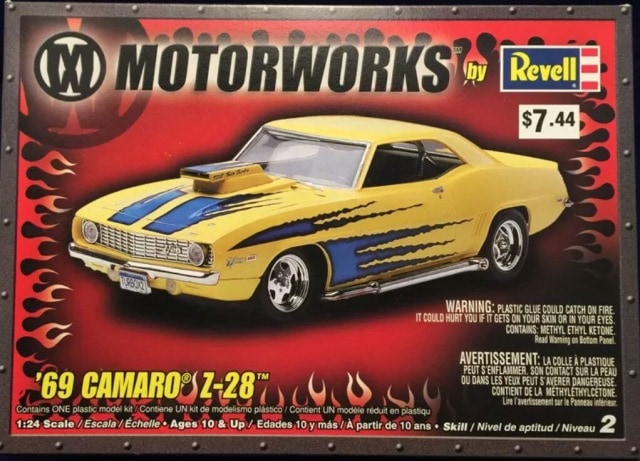 MOTORWORKS by Revell
$7.44
WARNING: PLASTIC GLUE COULD CATCH ON FIRE.
IT COULD HURT YOU IF IT GETS ON YOUR SKIN OR IN YOUR EYES.
CONTAINS: METHYL ETHYL KETONE.
Read Warning on Bottom Panel.
AVERTISSEMENT: LA COLLE À PLASTIQUE
PEUT S'ENFLAMMER. SON CONTACT SUR LA PEAU
OU DANS LES YEUX PEUT S'AVÉRER DANGEREUSE.
CONTIENT DE LA MÉTHYLÉTHYLCÉTONE.
Lire l'avertissement sur le Panneau inférieur.
'69 CAMARO® Z-28™
Contains ONE plastic model kit / Contiene UN kit de modelismo plástico / Contient UN modèle réduit en plastiqu
1:24 Scale / Escala / Échelle • Ages 10 & Up / Edades 10 y más / À partir de 10 ans • Skill / Nivel de aptitud / Niveau 2